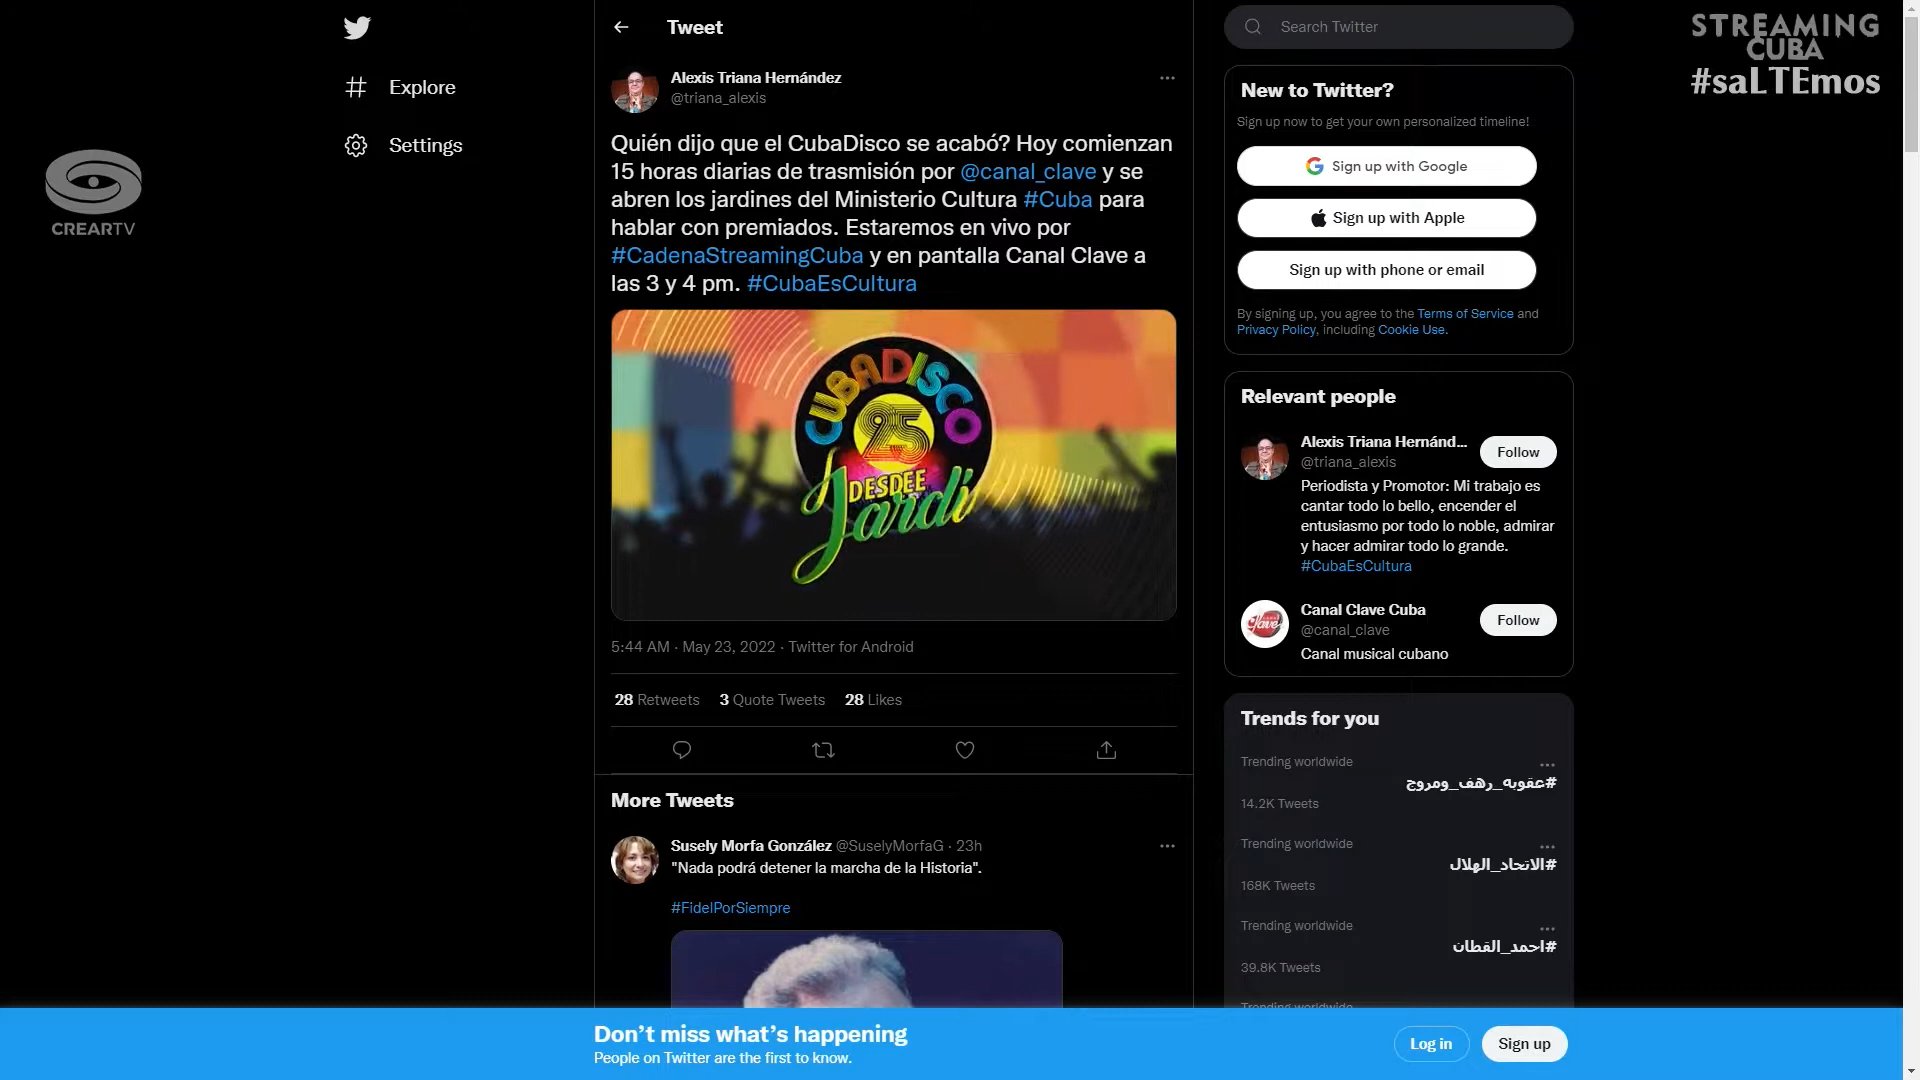 Tweet
Explore
Settings
CREARTV
Alexis Triana Hernández
@triana_alexis
Quién dijo que el CubaDisco se acabó? Hoy comienzan
15 horas diarias de trasmisión por @canal_clave y se
abren los jardines del Ministerio Cultura #Cuba para
hablar con premiados. Estaremos en vivo por
#CadenaStreamingCuba y en pantalla Canal Clave a
las 3 y 4 pm. #CubaEsCultura
CUBADISCO
25
DESDEE
Jardí
5:44 AM · May 23, 2022 · Twitter for Android
28 Retweets 3 Quote Tweets 28 Likes
More Tweets
Susely Morfa González @SuselyMorfaG · 23h
"Nada podrá detener la marcha de la Historia".
#FidelPorSiempre
Search Twitter
New to Twitter?
Sign up now to get your own personalized timeline!
Sign up with Google
Sign up with Apple
Sign up with phone or email
By signing up, you agree to the Terms of Service and
Privacy Policy, including Cookie Use.
Relevant people
Alexis Triana Hernánd...
@triana_alexis
Follow
Periodista y Promotor: Mi trabajo es
cantar todo lo bello, encender el
entusiasmo por todo lo noble, admirar
y hacer admirar todo lo grande.
#CubaEsCultura
Canal Clave Cuba
@canal_clave
Follow
Canal musical cubano
Trends for you
Trending worldwide
#عقوبه_رهف_ومروج
14.2K Tweets
Trending worldwide
#الاتحاد_الهلال
168K Tweets
Trending worldwide
#احمد_القطان
39.8K Tweets
Trending worldwide
STREAMING
CUBA
#saLTEmos
Don't miss what's happening
People on Twitter are the first to know.
Log in
Sign up